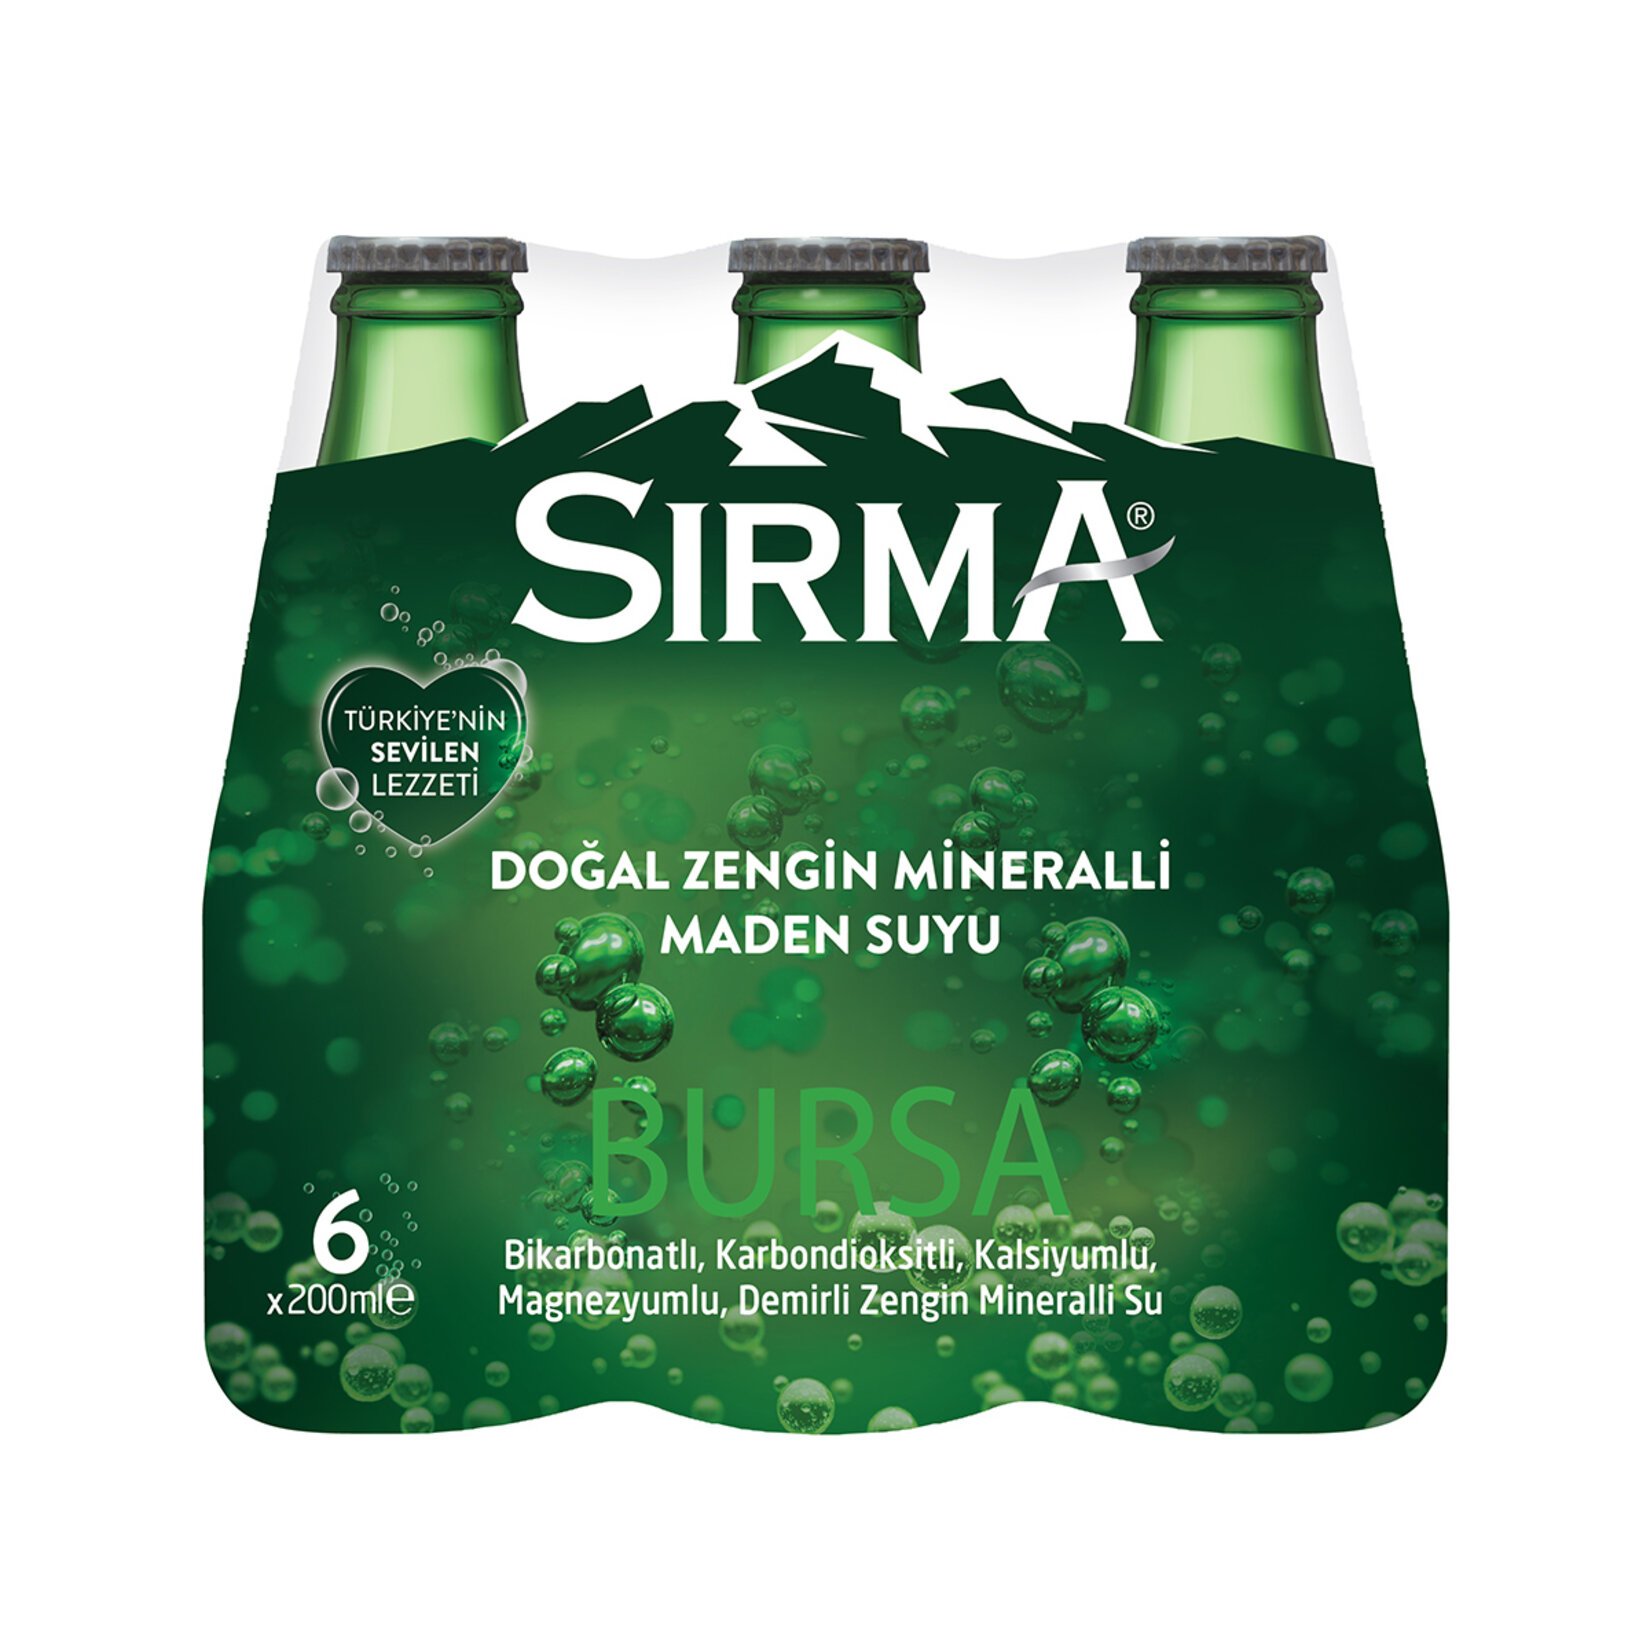 SIRMA®
TÜRKİYE'NİN
SEVİLEN
LEZZETİ
DOĞAL ZENGİN MİNERALLİ
MADEN SUYU
BURSA
6
x200ml℮
Bikarbonatlı, Karbondioksitli, Kalsiyumlu,
Magnezyumlu, Demirli Zengin Mineralli Su